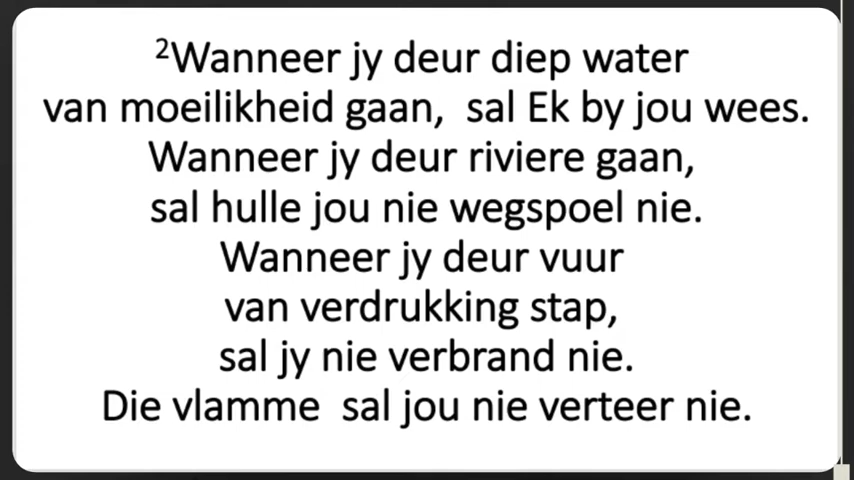 ²Wanneer jy deur diep water
van moeilikheid gaan, sal Ek by jou wees.
Wanneer jy deur riviere gaan,
sal hulle jou nie wegspoel nie.
Wanneer jy deur vuur
van verdrukking stap,
sal jy nie verbrand nie.
Die vlamme sal jou nie verteer nie.